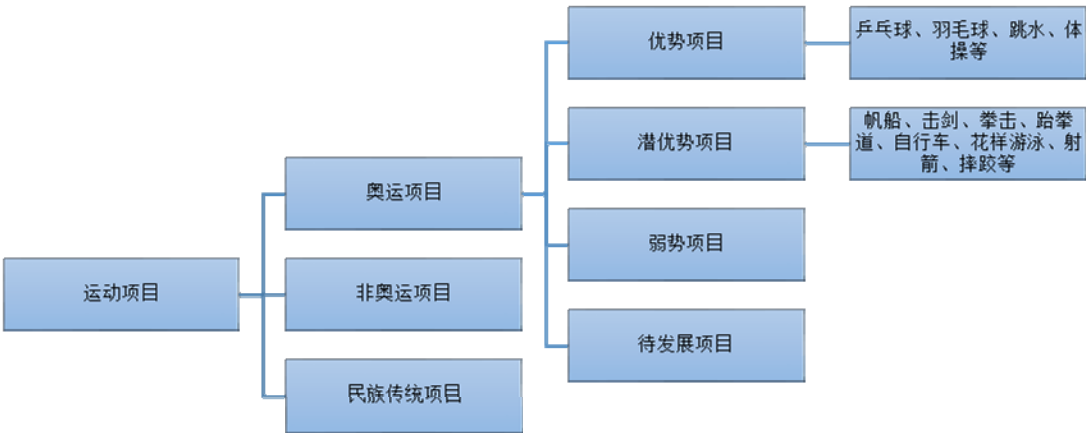 运动项目
奥运项目
非奥运项目
民族传统项目
优势项目
潜优势项目
弱势项目
待发展项目
乒乓球、羽毛球、跳水、体
操等
帆船、击剑、拳击、跆拳
道、自行车、花样游泳、射
箭、摔跤等